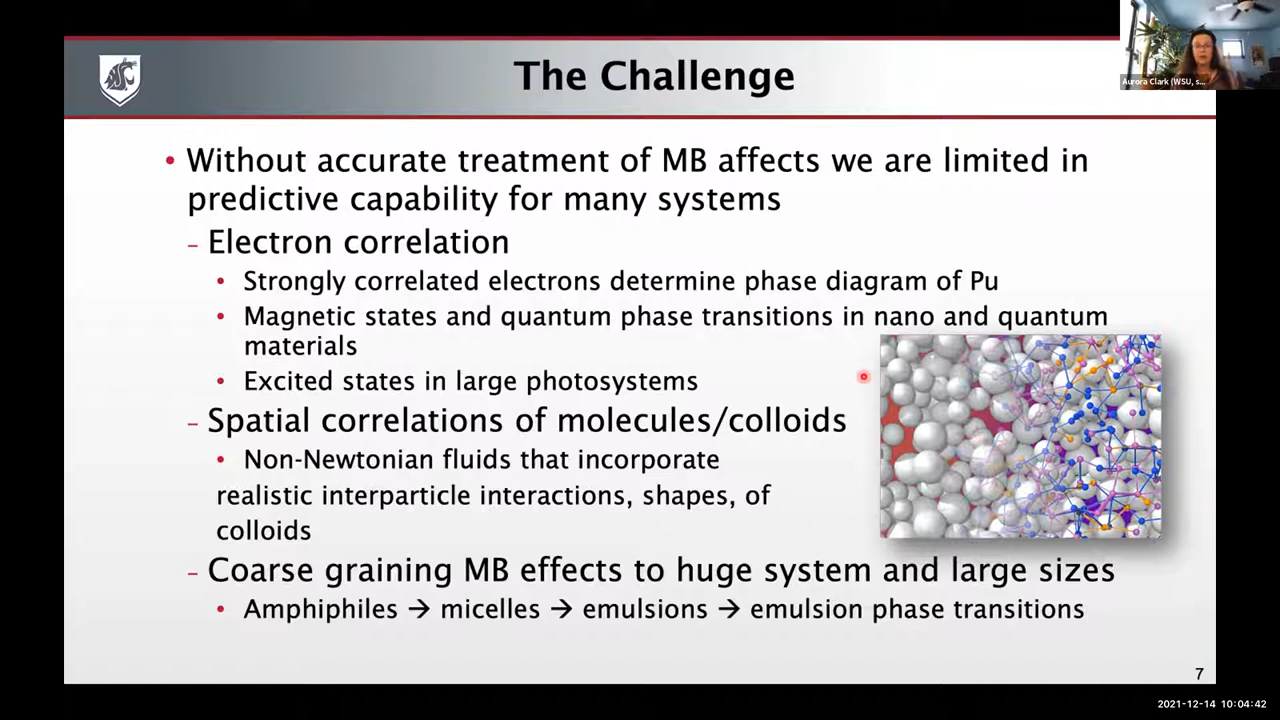 The Challenge
Aurora Clark (WSU, s...
• Without accurate treatment of MB affects we are limited in
predictive capability for many systems
– Electron correlation
• Strongly correlated electrons determine phase diagram of Pu
• Magnetic states and quantum phase transitions in nano and quantum
materials
• Excited states in large photosystems
– Spatial correlations of molecules/colloids
• Non-Newtonian fluids that incorporate
realistic interparticle interactions, shapes, of
colloids
– Coarse graining MB effects to huge system and large sizes
• Amphiphiles → micelles → emulsions → emulsion phase transitions
7
2021-12-14 10:04:42